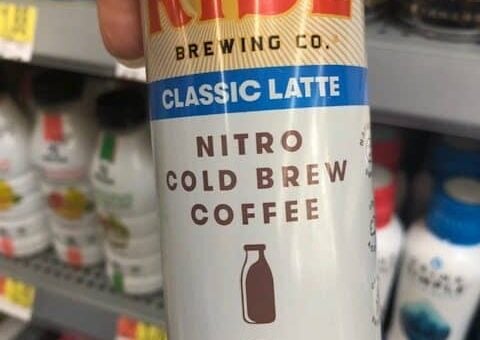 BREWING CO.
CLASSIC LATTE
NITRO
COLD BREW
COFFEE